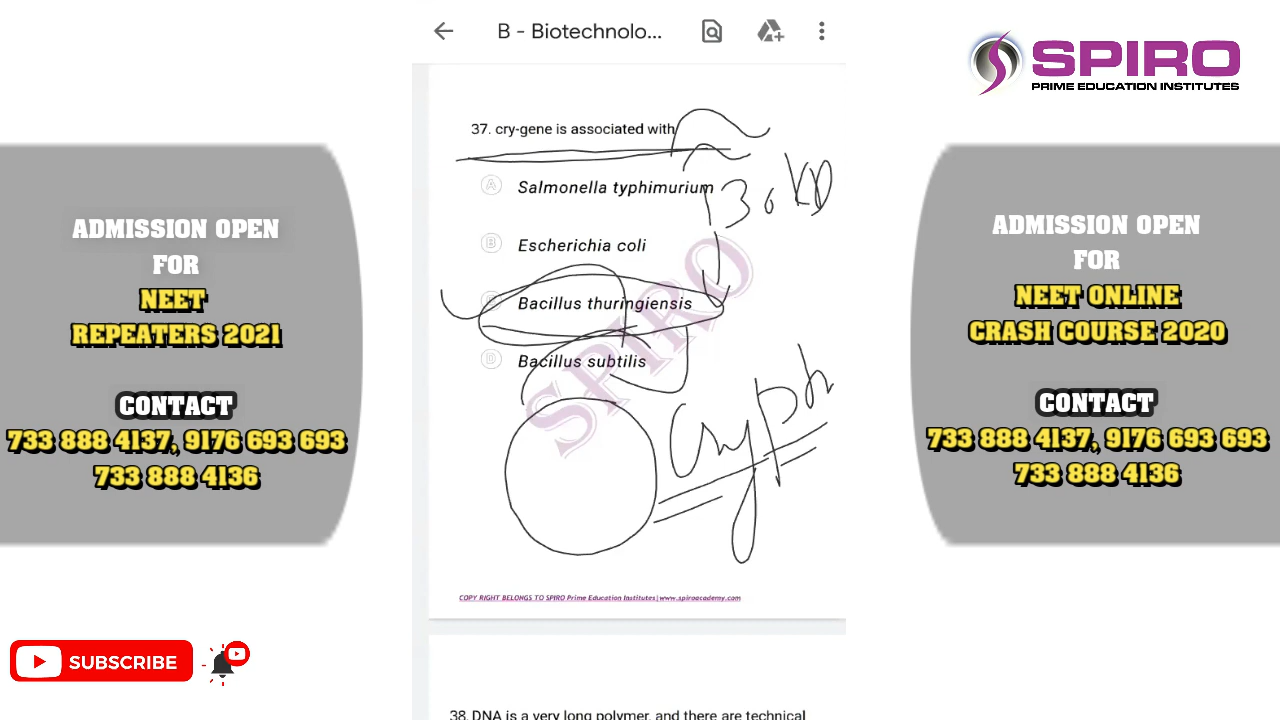 B - Biotechnolo...
SPIRO
PRIME EDUCATION INSTITUTES
ADMISSION OPEN
FOR
NEET
REPEATERS 2021
CONTACT
733 888 4137, 9176 693 693
733 888 4136
37. cry-gene is associated with
A Salmonella typhimurium
130 KD
B Escherichia coli
Bacillus thuringiensis
D Bacillus subtilis
SPIRO
COPY RIGHT BELONGS TO SPIRO Prime Education Institutes|www.spiroacademy.com
38. DNA is a very long polymer, and there are technical
ADMISSION OPEN
FOR
NEET ONLINE
CRASH COURSE 2020
CONTACT
733 888 4137, 9176 693 693
733 888 4136
SUBSCRIBE